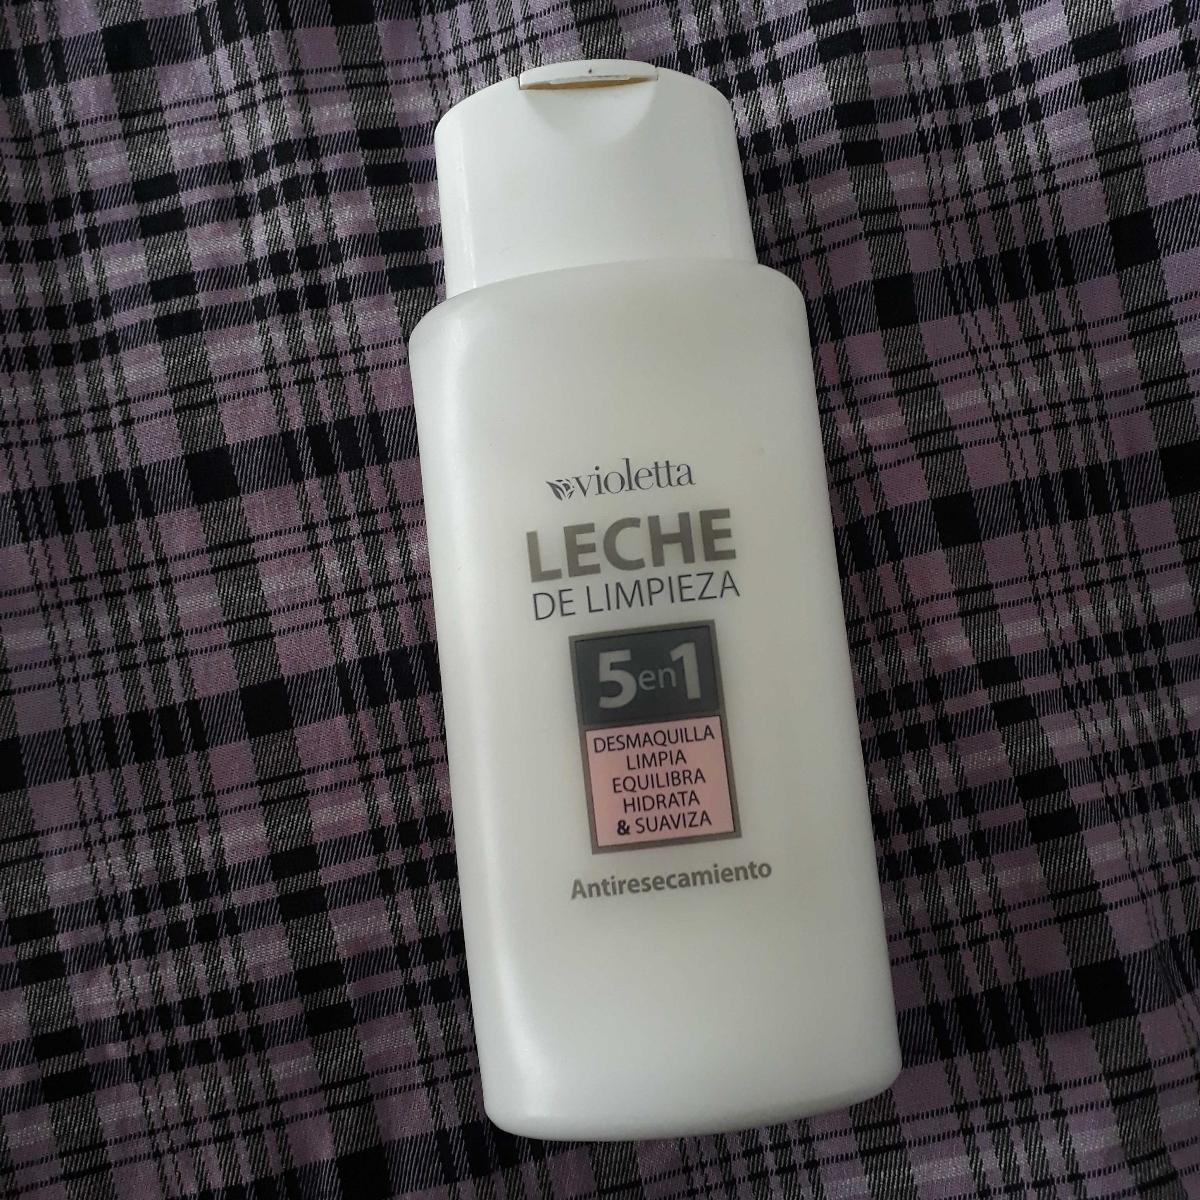 violetta
LECHE
DE LIMPIEZA
5en1
DESMAQUILLA
LIMPIA
EQUILIBRA
HIDRATA
& SUAVIZA
Antiresecamiento